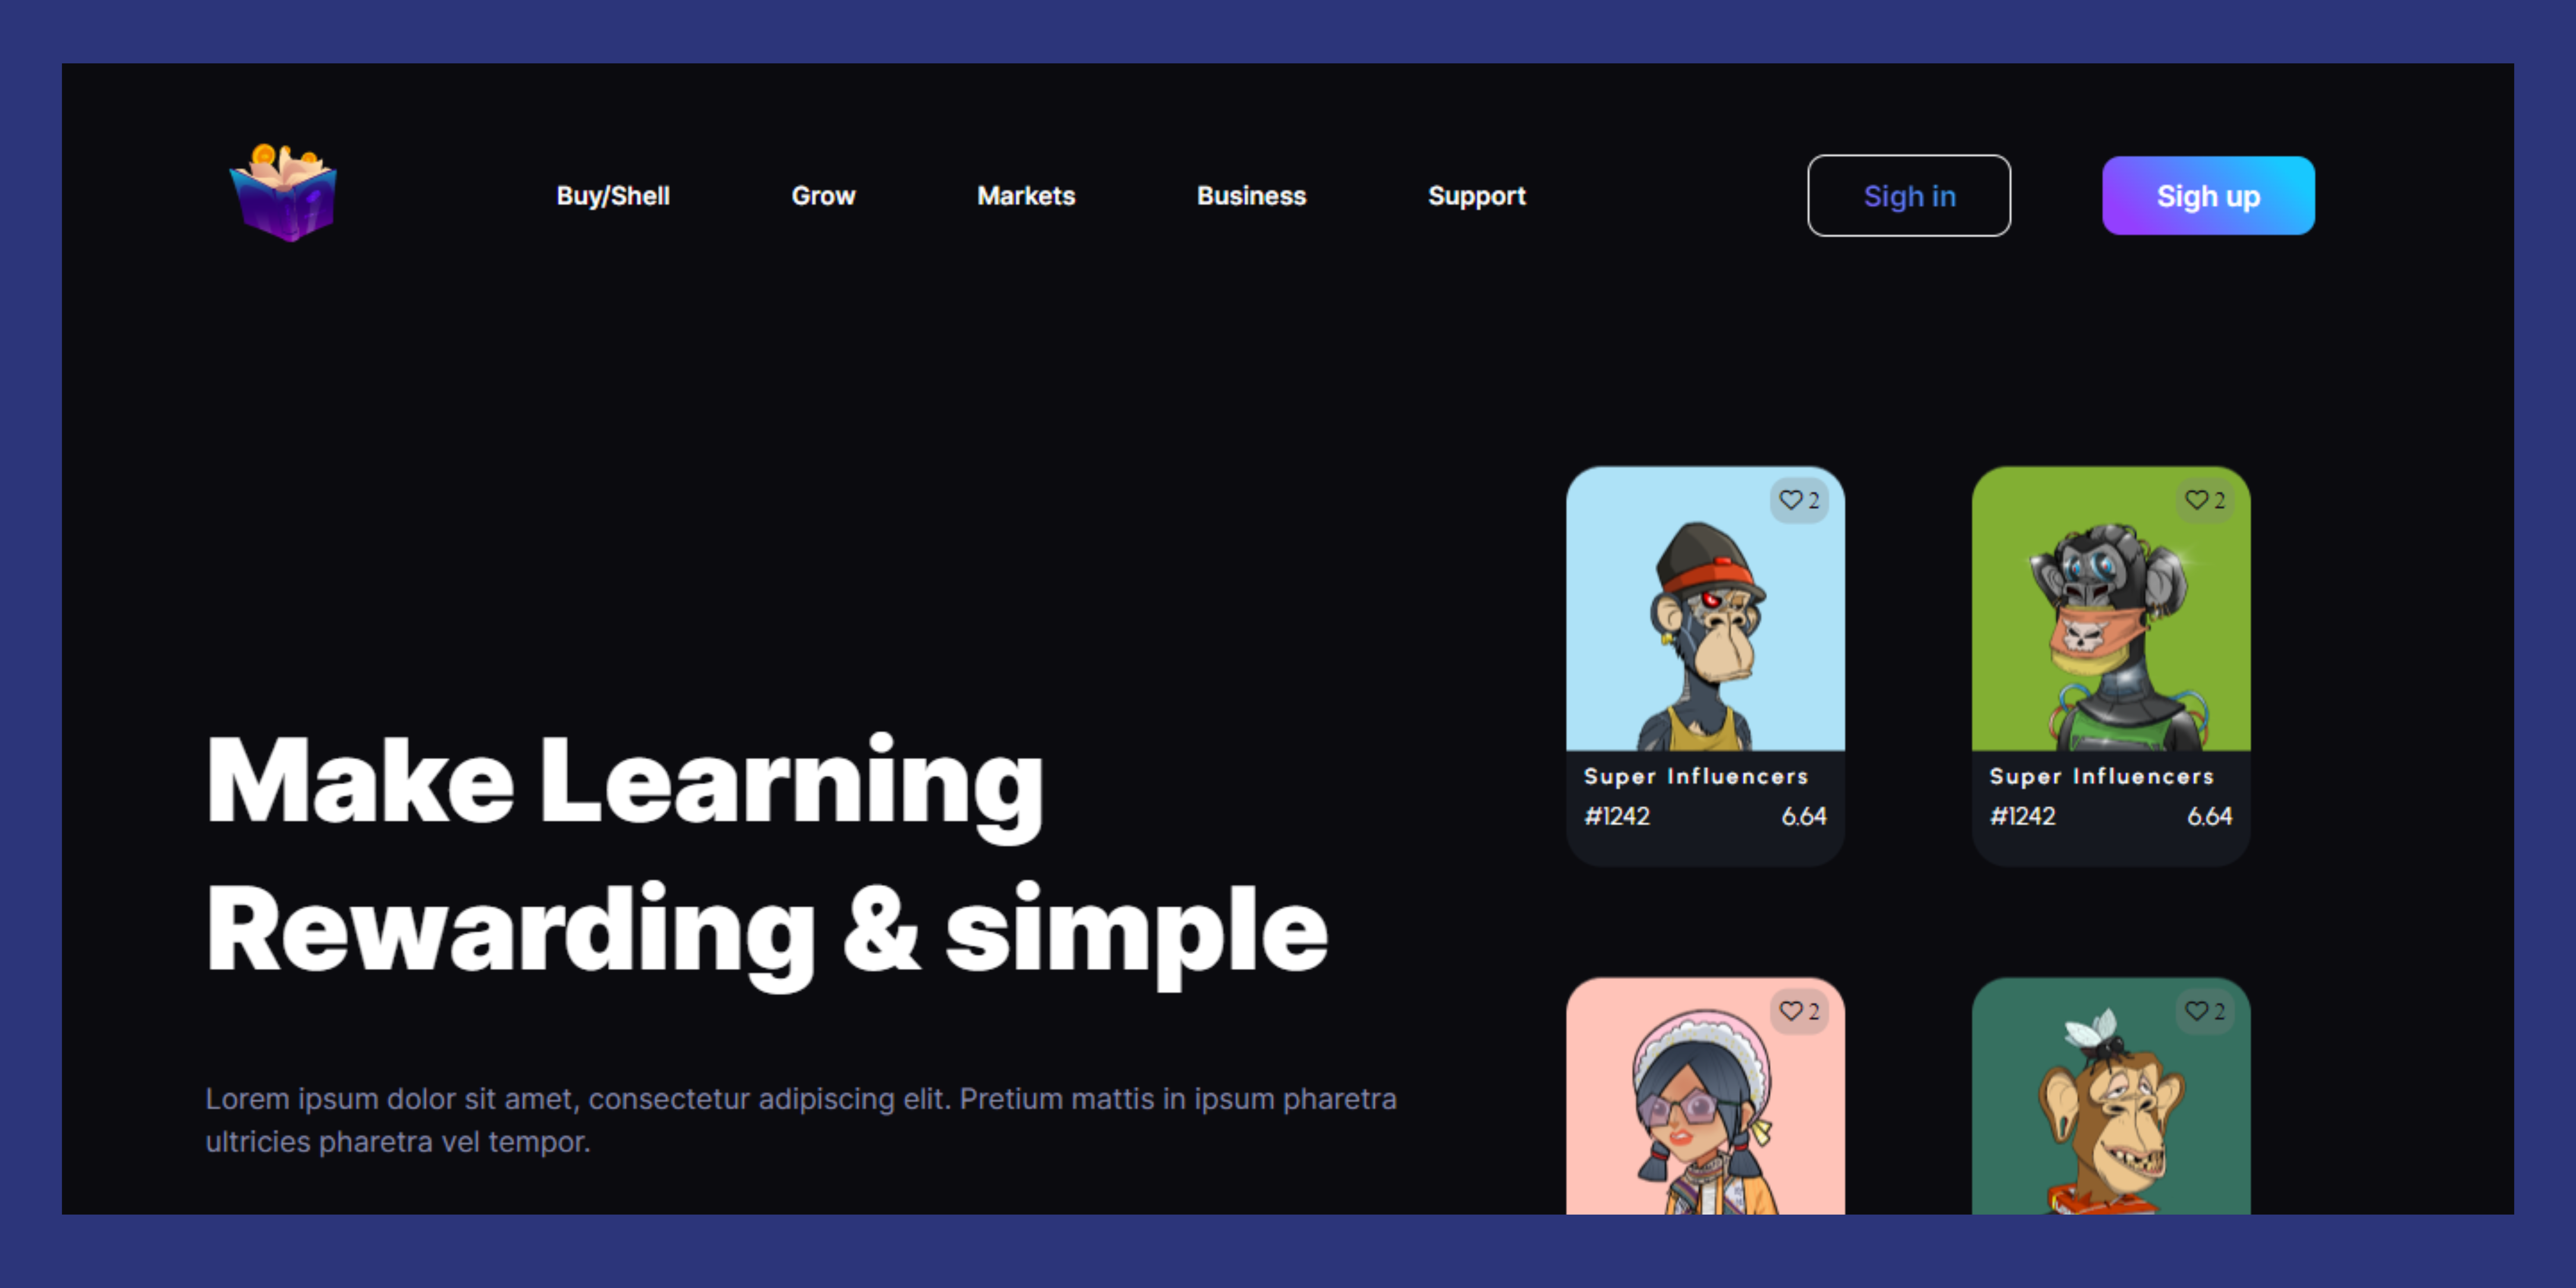 Buy/Shell Grow Markets Business Support Sigh in Sigh up
Make Learning
Rewarding & simple
Lorem ipsum dolor sit amet, consectetur adipiscing elit. Pretium mattis in ipsum pharetra
ultricies pharetra vel tempor.
2
Super Influencers
#1242 6.64
2
Super Influencers
#1242 6.64
2
2